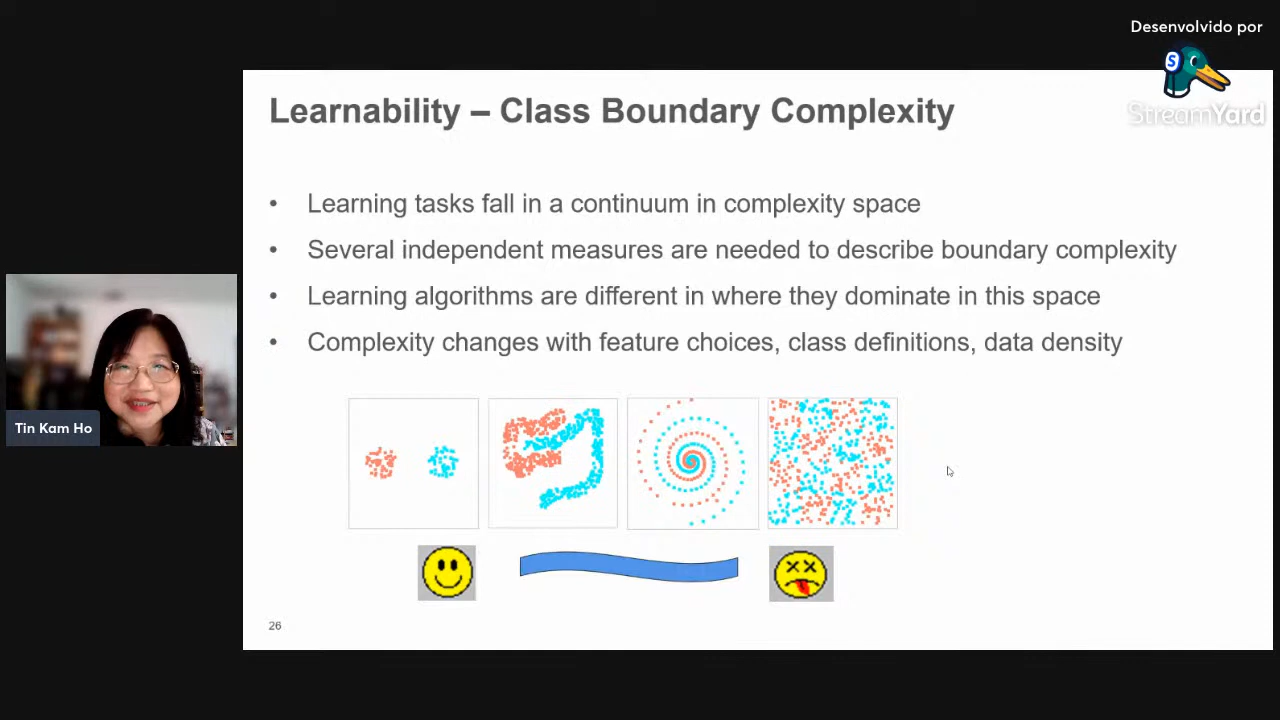 Desenvolvido por
S
StreamYard
Learnability – Class Boundary Complexity
• Learning tasks fall in a continuum in complexity space
• Several independent measures are needed to describe boundary complexity
• Learning algorithms are different in where they dominate in this space
• Complexity changes with feature choices, class definitions, data density
Tin Kam Ho
26